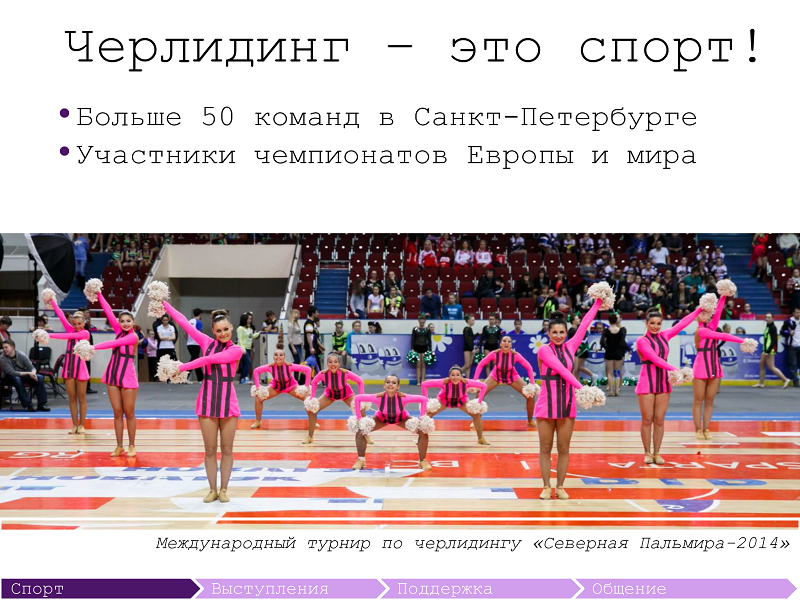 Черлидинг – это спорт!
•Больше 50 команд в Санкт-Петербурге
•Участники чемпионатов Европы и мира
Международный турнир по черлидингу «Северная Пальмира-2014»
Спорт Выступления Поддержка Общение